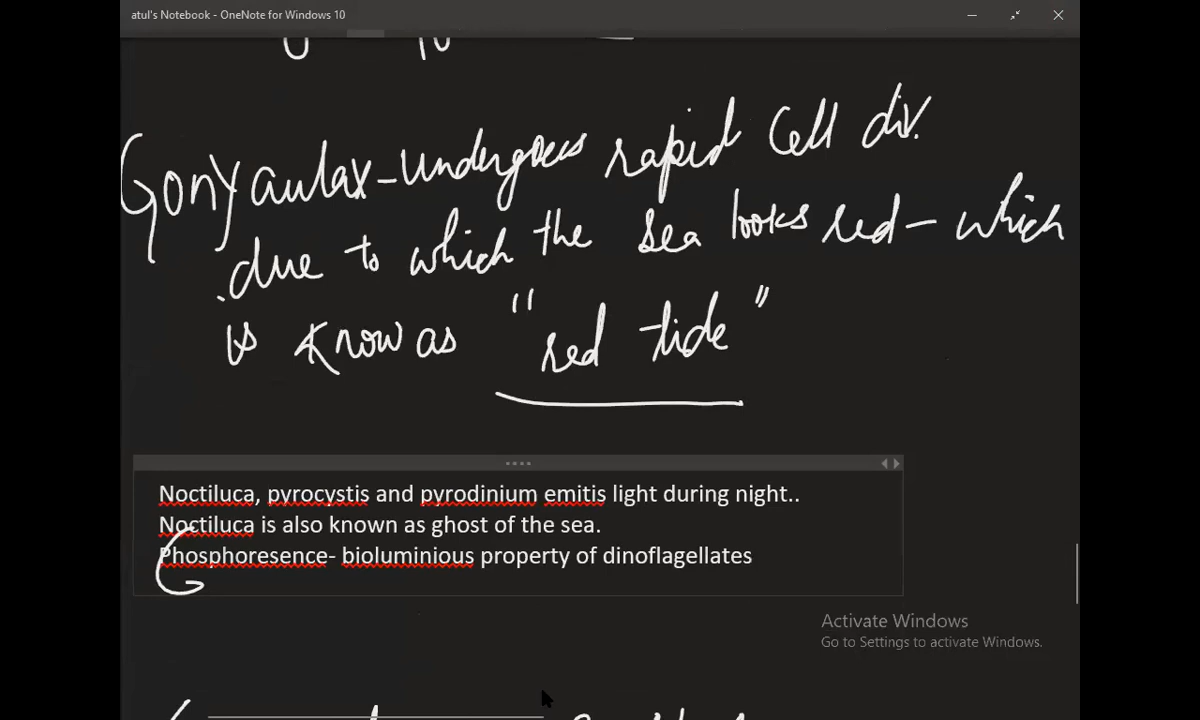 atul's Notebook - OneNote for Windows 10
Gonyaulax-undergoes rapid Cell div.
due to which the sea looks red- which
is know as "red tide"
Noctiluca, pyrocystis and pyrodinium emitis light during night..
Noctiluca is also known as ghost of the sea.
Phosphoresence- bioluminious property of dinoflagellates
Activate Windows
Go to Settings to activate Windows.